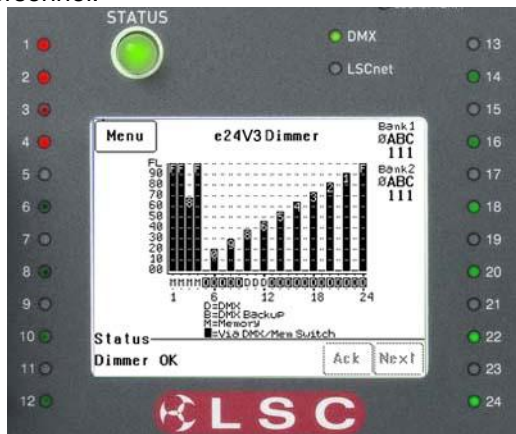 STATUS
DMX
LSCnet
1
2
3
4
5
6
7
8
9
10
11
12
13
14
15
16
17
18
19
20
21
22
23
24
Menu
e24V3 Dimmer
Bank1
ØABC
111
Bank2
ØABC
111
FL
90
80
70
60
50
40
30
20
10
00
1 6 12 18 24
D=DMX
B=DMX Backup
M=Memory
=Via DMX/Mem Switch
Status
Dimmer OK
Ack
Next
LSC